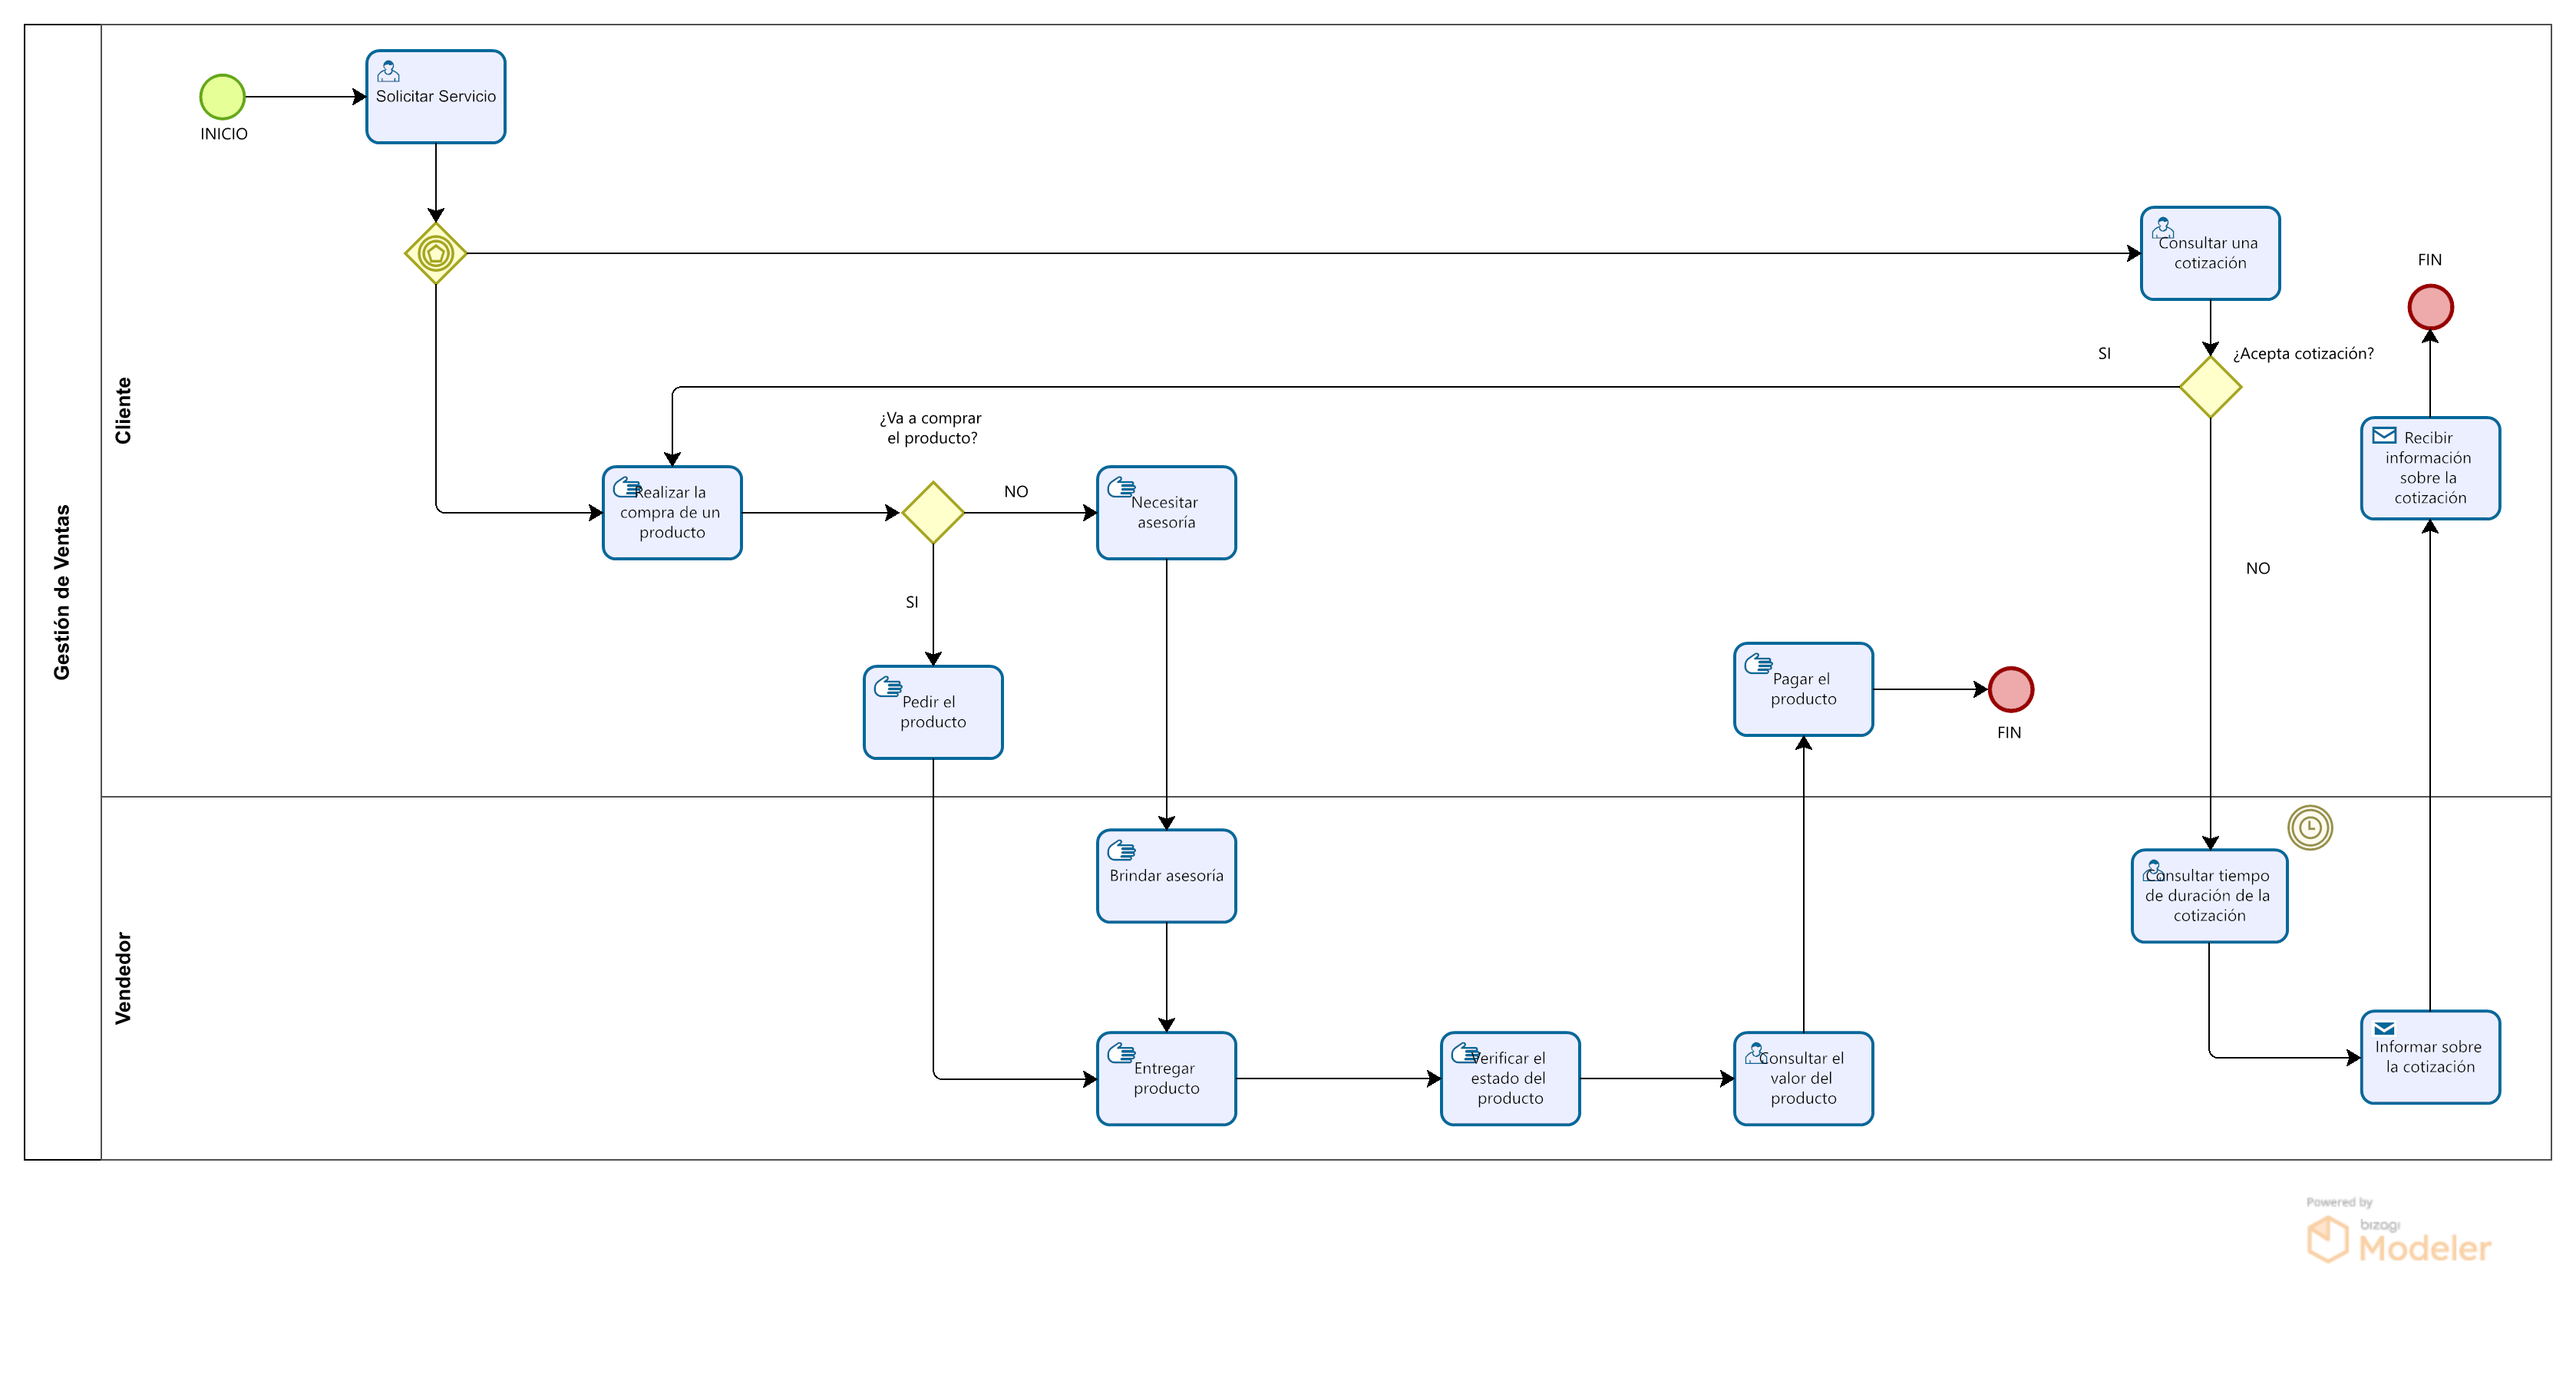 Gestión de Ventas
Cliente
INICIO
Solicitar Servicio
Consultar una
cotización
FIN
SI
¿Acepta cotización?
¿Va a comprar
el producto?
Realizar la
compra de un
producto
NO
Necesitar
asesoría
Recibir
información
sobre la
cotización
NO
SI
Pedir el
producto
Pagar el
producto
FIN
Vendedor
Brindar asesoría
Consultar tiempo
de duración de la
cotización
Entregar
producto
Verificar el
estado del
producto
Consultar el
valor del
producto
Informar sobre
la cotización
Powered by
bizagi
Modeler